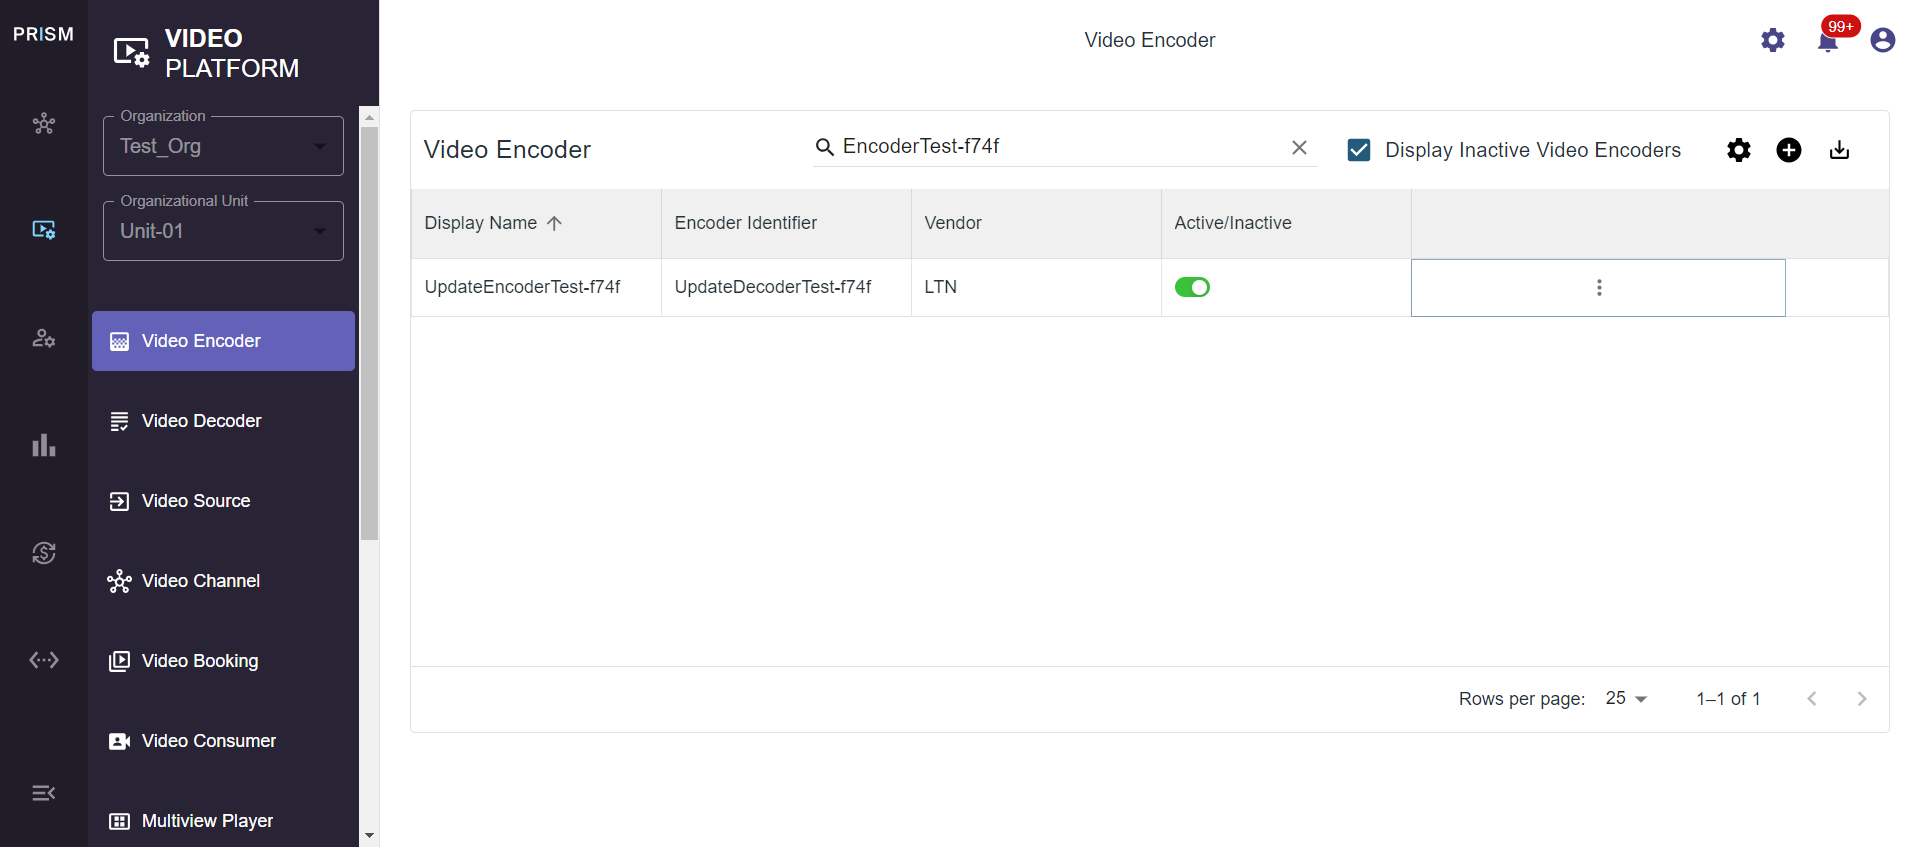 PRISM
VIDEO
PLATFORM
Organization
Test_Org
Organizational Unit
Unit-01
Video Encoder
Video Decoder
Video Source
Video Channel
Video Booking
Video Consumer
Multiview Player
Video Encoder
99+
Video Encoder
EncoderTest-f74f
Display Inactive Video Encoders
Display Name
Encoder Identifier
Vendor
Active/Inactive
UpdateEncoderTest-f74f
UpdateDecoderTest-f74f
LTN
Rows per page:
25
1–1 of 1